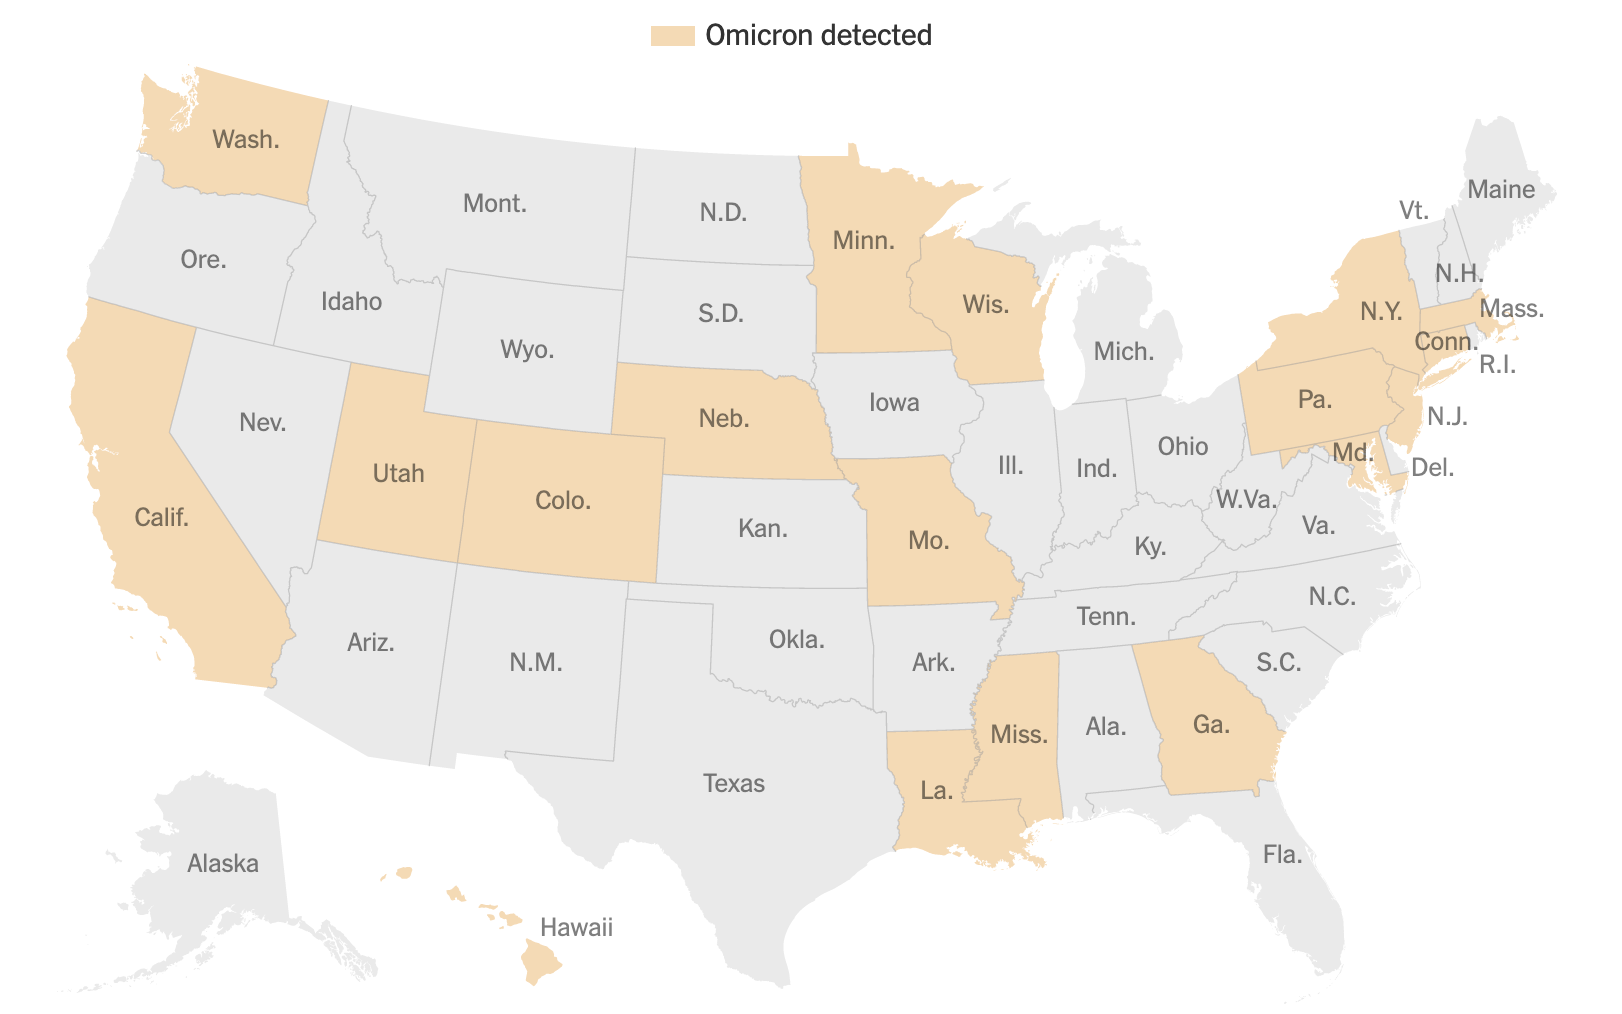 Omicron detected
Wash.
Mont.
N.D.
Minn.
Maine
Vt.
Ore.
Idaho
S.D.
Wis.
N.H.
N.Y.
Mass.
Wyo.
Mich.
Conn.
R.I.
Nev.
Neb.
Iowa
Pa.
N.J.
Utah
Colo.
Ill.
Ind.
Ohio
Md.
Del.
Calif.
Kan.
Mo.
W.Va.
Va.
Ky.
Ariz.
N.M.
Okla.
Ark.
Tenn.
N.C.
S.C.
Texas
La.
Miss.
Ala.
Ga.
Fla.
Alaska
Hawaii